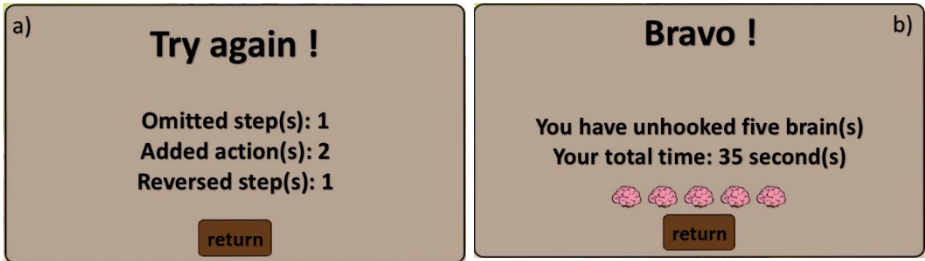 a)
Try again !
Omitted step(s): 1
Added action(s): 2
Reversed step(s): 1
return
b)
Bravo !
You have unhooked five brain(s)
Your total time: 35 second(s)
return